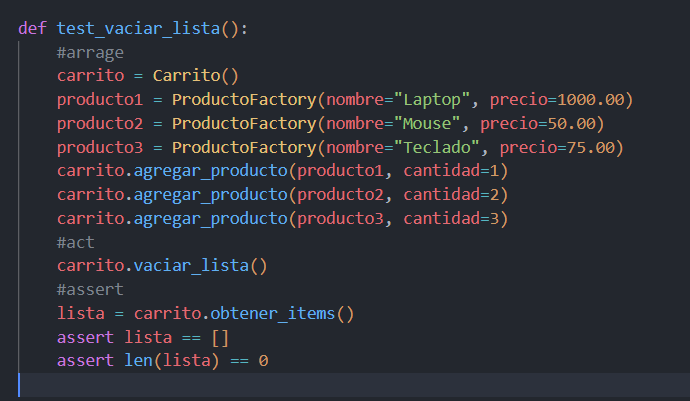 def test_vaciar_lista():
#arrage
carrito = Carrito()
producto1 = ProductoFactory(nombre="Laptop", precio=1000.00)
producto2 = ProductoFactory(nombre="Mouse", precio=50.00)
producto3 = ProductoFactory(nombre="Teclado", precio=75.00)
carrito.agregar_producto(producto1, cantidad=1)
carrito.agregar_producto(producto2, cantidad=2)
carrito.agregar_producto(producto3, cantidad=3)
#act
carrito.vaciar_lista()
#assert
lista = carrito.obtener_items()
assert lista == []
assert len(lista) == 0